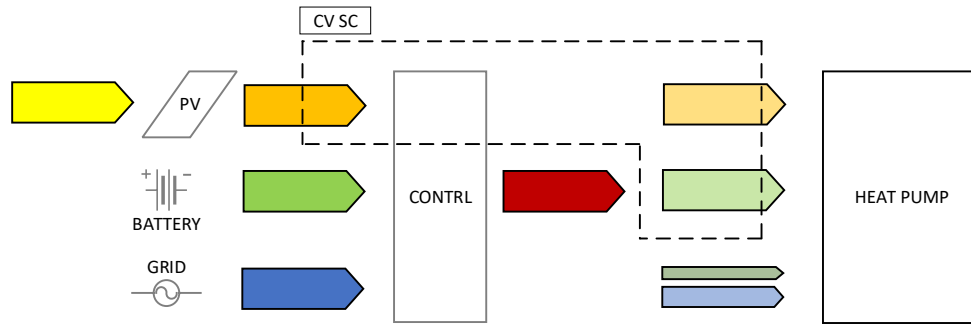 CV SC
PV
+ -
BATTERY
GRID
CONTRL
HEAT PUMP